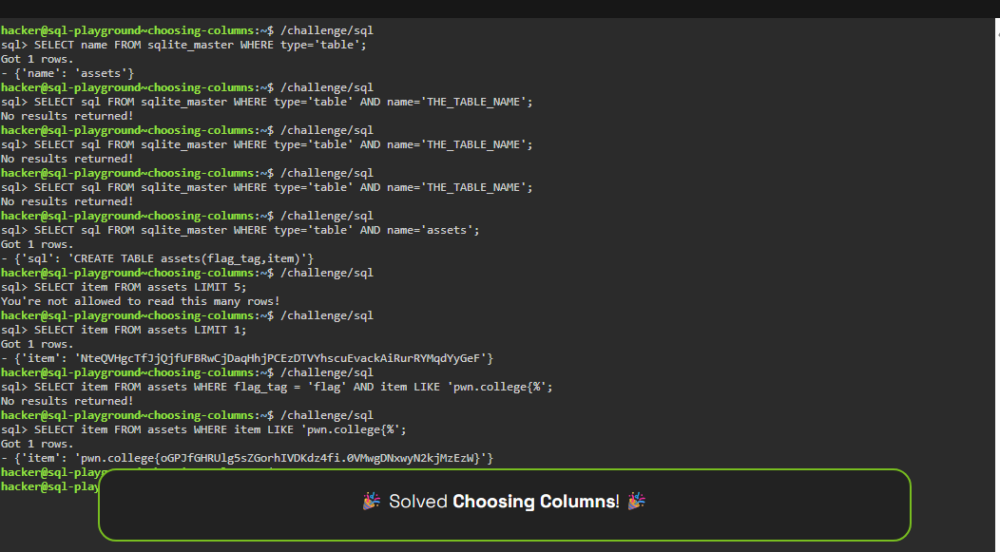 hacker@sql-playground~choosing-columns:~$ /challenge/sql
sql> SELECT name FROM sqlite_master WHERE type='table';
Got 1 rows.
- {'name': 'assets'}
hacker@sql-playground~choosing-columns:~$ /challenge/sql
sql> SELECT sql FROM sqlite_master WHERE type='table' AND name='THE_TABLE_NAME';
No results returned!
hacker@sql-playground~choosing-columns:~$ /challenge/sql
sql> SELECT sql FROM sqlite_master WHERE type='table' AND name='THE_TABLE_NAME';
No results returned!
hacker@sql-playground~choosing-columns:~$ /challenge/sql
sql> SELECT sql FROM sqlite_master WHERE type='table' AND name='THE_TABLE_NAME';
No results returned!
hacker@sql-playground~choosing-columns:~$ /challenge/sql
sql> SELECT sql FROM sqlite_master WHERE type='table' AND name='assets';
Got 1 rows.
- {'sql': 'CREATE TABLE assets(flag_tag,item)'}
hacker@sql-playground~choosing-columns:~$ /challenge/sql
sql> SELECT item FROM assets LIMIT 5;
You're not allowed to read this many rows!
hacker@sql-playground~choosing-columns:~$ /challenge/sql
sql> SELECT item FROM assets LIMIT 1;
Got 1 rows.
- {'item': 'NteQVHgcTfJjQjfUFBRwCjDaqHhjPCEzDTVYhscuEvackAiRurRYMqdYyGeF'}
hacker@sql-playground~choosing-columns:~$ /challenge/sql
sql> SELECT item FROM assets WHERE flag_tag = 'flag' AND item LIKE 'pwn.college{%';
No results returned!
hacker@sql-playground~choosing-columns:~$ /challenge/sql
sql> SELECT item FROM assets WHERE item LIKE 'pwn.college{%';
Got 1 rows.
- {'item': 'pwn.college{oGPJfGHRUlg5sZGorhIVDKdz4fi.0VMwgDNxwyN2kjMzEzW}'}
hacker@sql-playg
hacker@sql-play
🎉 Solved Choosing Columns! 🎉